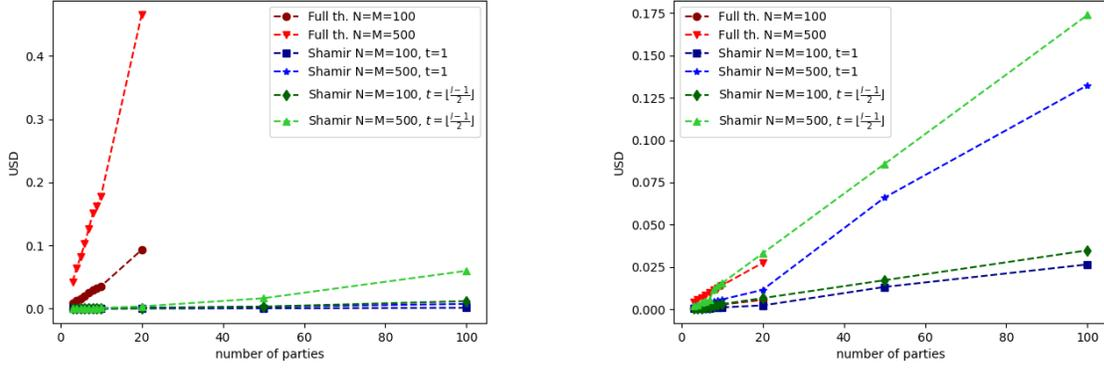 Full th. N=M=100
Full th. N=M=500
Shamir N=M=100, t=1
Shamir N=M=500, t=1
Shamir N=M=100, t = ⌊\frac{l-1}{2}⌋
Shamir N=M=500, t = ⌊\frac{l-1}{2}⌋
0.4
0.3
0.2
0.1
0.0
USD
0 20 40 60 80 100
number of parties
Full th. N=M=100
Full th. N=M=500
Shamir N=M=100, t=1
Shamir N=M=500, t=1
Shamir N=M=100, t = ⌊\frac{l-1}{2}⌋
Shamir N=M=500, t = ⌊\frac{l-1}{2}⌋
0.175
0.150
0.125
0.100
0.075
0.050
0.025
0.000
USD
0 20 40 60 80 100
number of parties